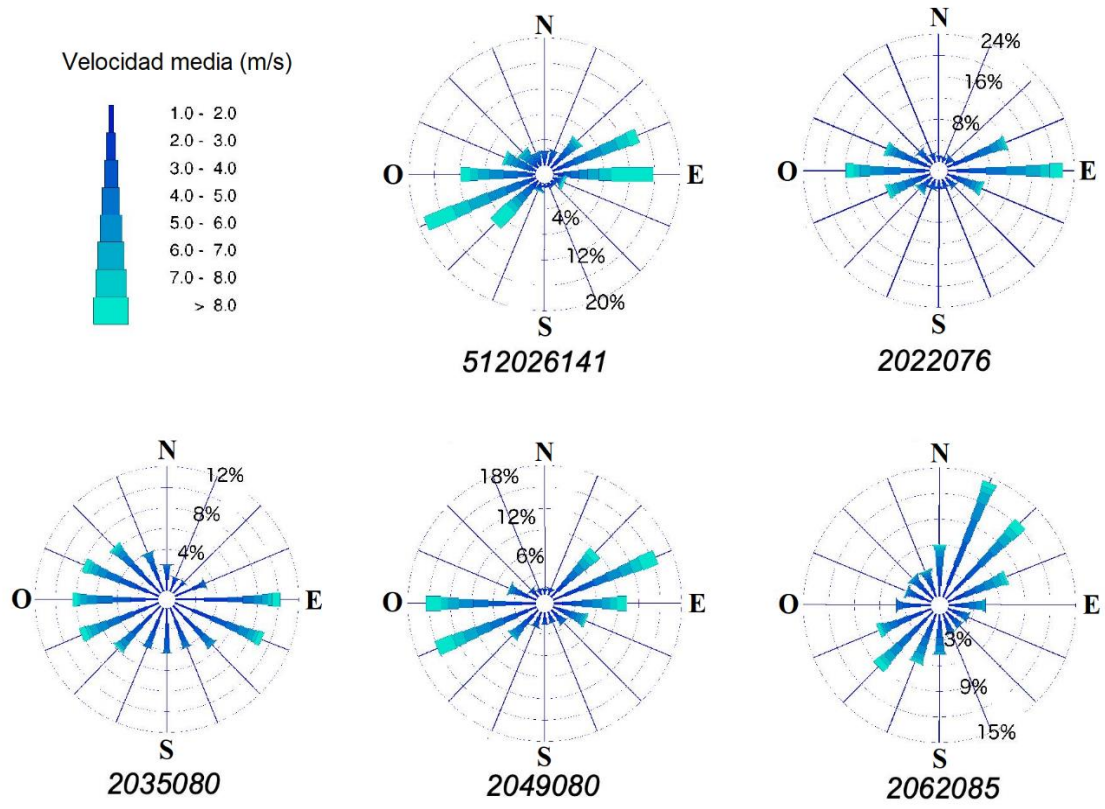 Velocidad media (m/s)
1.0 - 2.0
2.0 - 3.0
3.0 - 4.0
4.0 - 5.0
5.0 - 6.0
6.0 - 7.0
7.0 - 8.0
> 8.0
N
O
E
4%
12%
20%
S
512026141
N
24%
16%
8%
O
E
S
2022076
N
12%
8%
4%
O
E
S
2035080
N
18%
12%
6%
O
E
S
2049080
N
O
E
3%
9%
15%
S
2062085